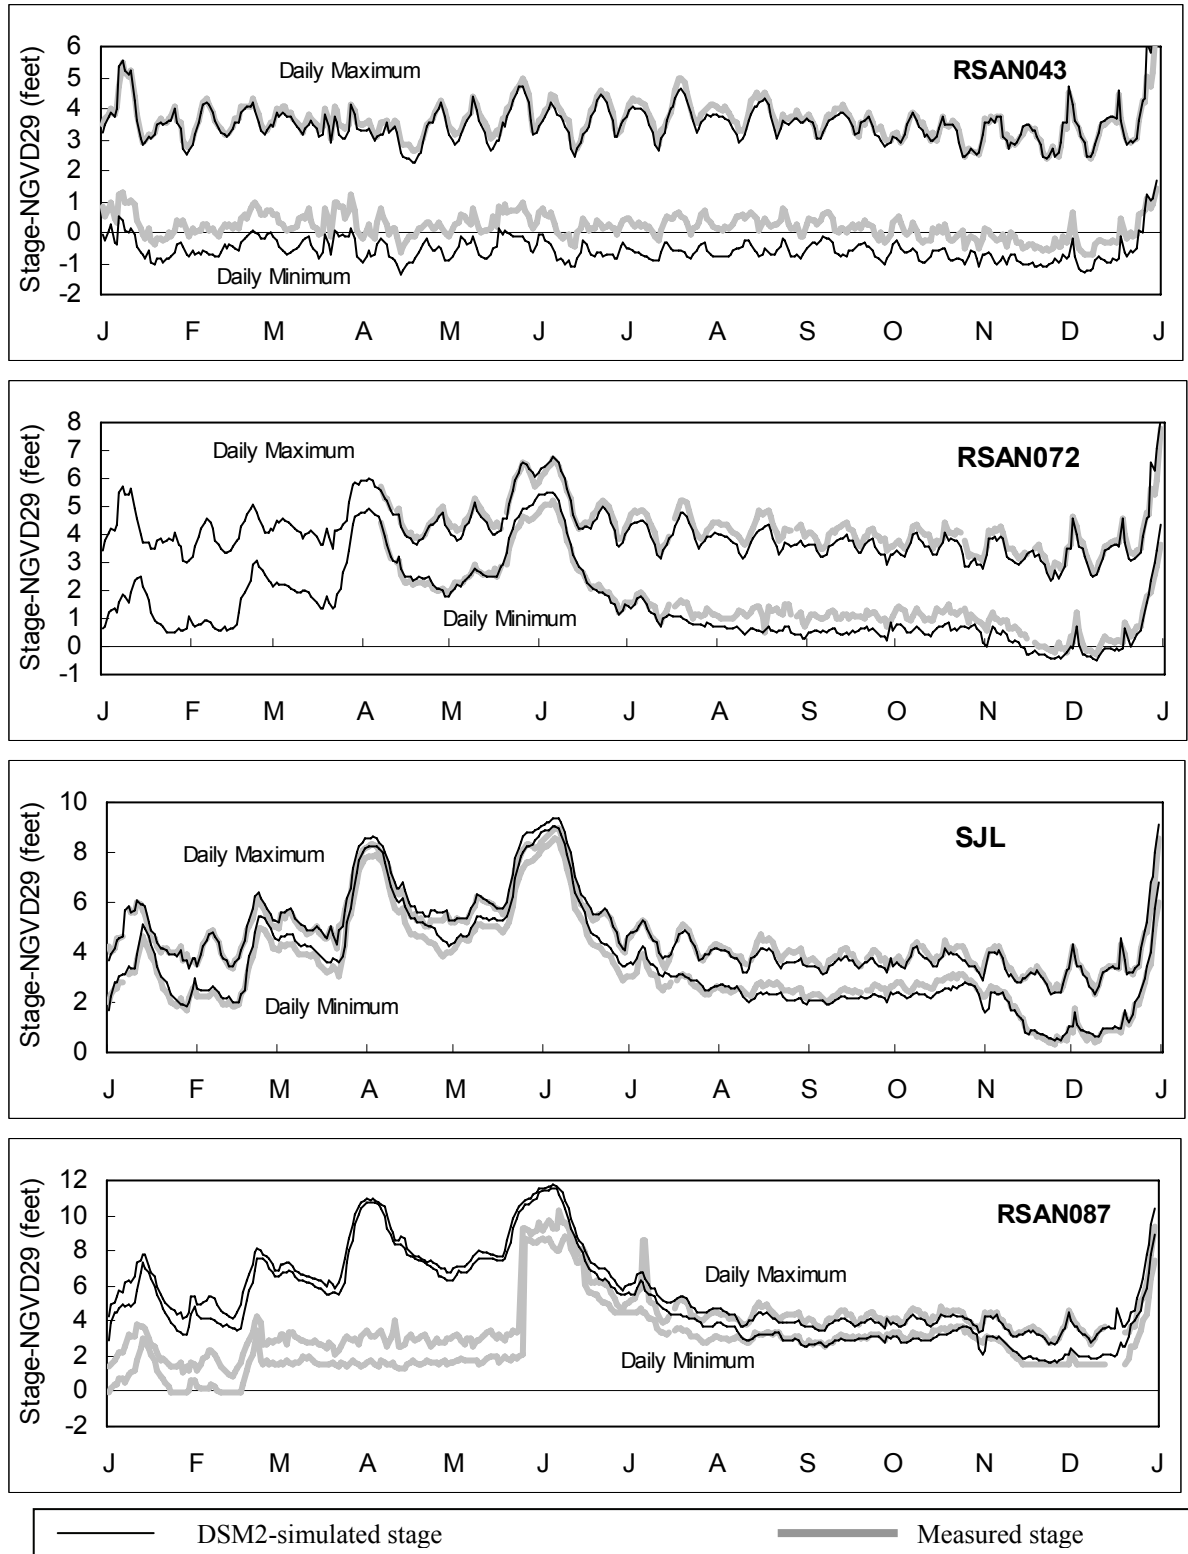 Stage-NGVD29 (feet)
6
5
4
3
2
1
0
-1
-2
Daily Maximum
RSAN043
Daily Minimum
J F M A M J J A S O N D J
Stage-NGVD29 (feet)
8
7
6
5
4
3
2
1
0
-1
Daily Maximum
RSAN072
Daily Minimum
J F M A M J J A S O N D J
Stage-NGVD29 (feet)
10
8
6
4
2
0
Daily Maximum
SJL
Daily Minimum
J F M A M J J A S O N D J
Stage-NGVD29 (feet)
12
10
8
6
4
2
0
-2
RSAN087
Daily Maximum
Daily Minimum
J F M A M J J A S O N D J
DSM2-simulated stage Measured stage